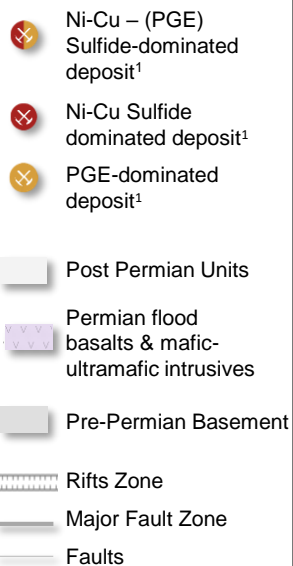 Ni-Cu – (PGE)
Sulfide-dominated
deposit¹
Ni-Cu Sulfide
dominated deposit¹
PGE-dominated
deposit¹
Post Permian Units
Permian flood
basalts & mafic-
ultramafic intrusives
Pre-Permian Basement
Rifts Zone
Major Fault Zone
Faults